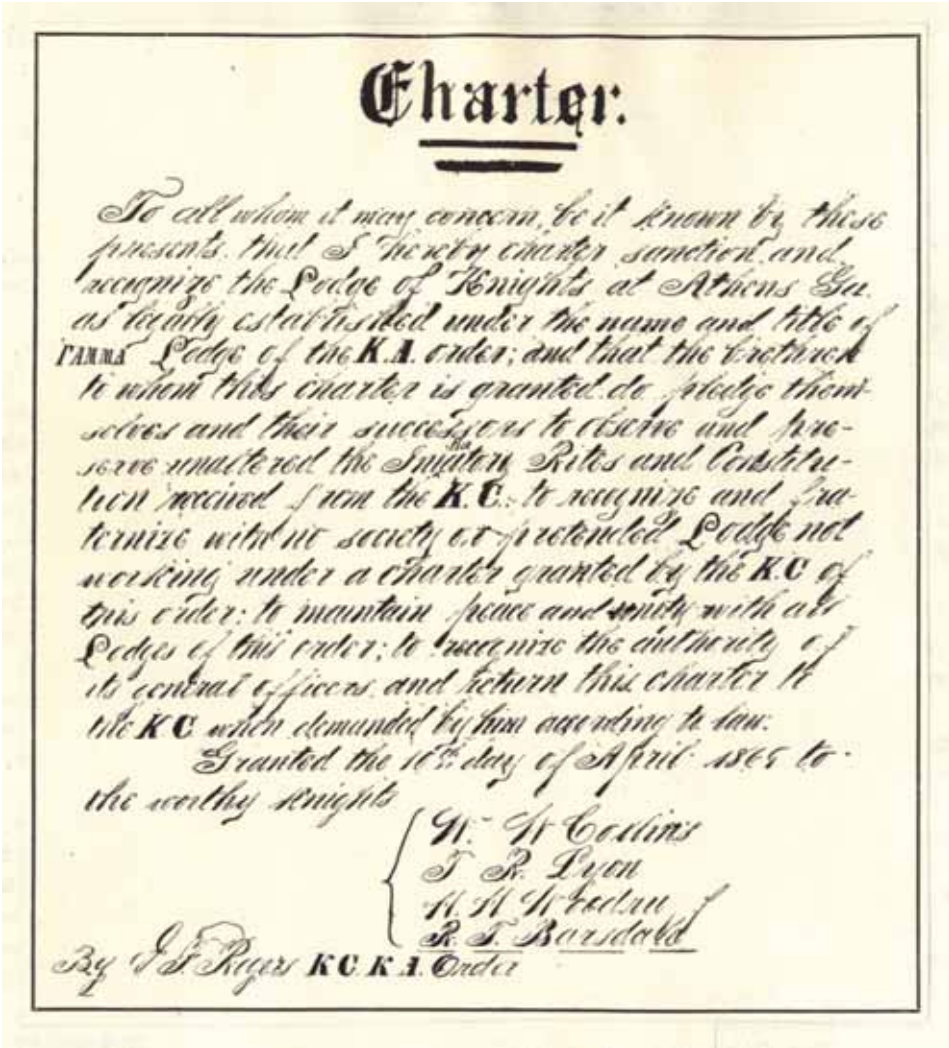 Charter.
To all whom it may concern, be it known by these
presents, that I hereby charter sanction and
recognize the Lodge of Knights at Athens Ga.
as legally established under the name and title of
ΓAMMA Lodge of the K.A. order; and that the brethren
to whom this charter is granted do pledge them-
selves and their successors to observe and pre-
serve unaltered the Initiatory Rites and Constitu-
tion received from the K.C.: to recognize and fra-
ternize with no society or pretended Lodge not
working under a charter granted by the K.C of
this order: to maintain peace and unity with all
Lodges of this order; to recognize the authority of
its general officers, and return this charter to
the K C when demanded by him according to law.
Granted the 10th day of April
the worthy Knights
W. W Collins
J R. Lyon
Woodruff
R. T. Barsdale
By J S. Rogers K C. K A. Order